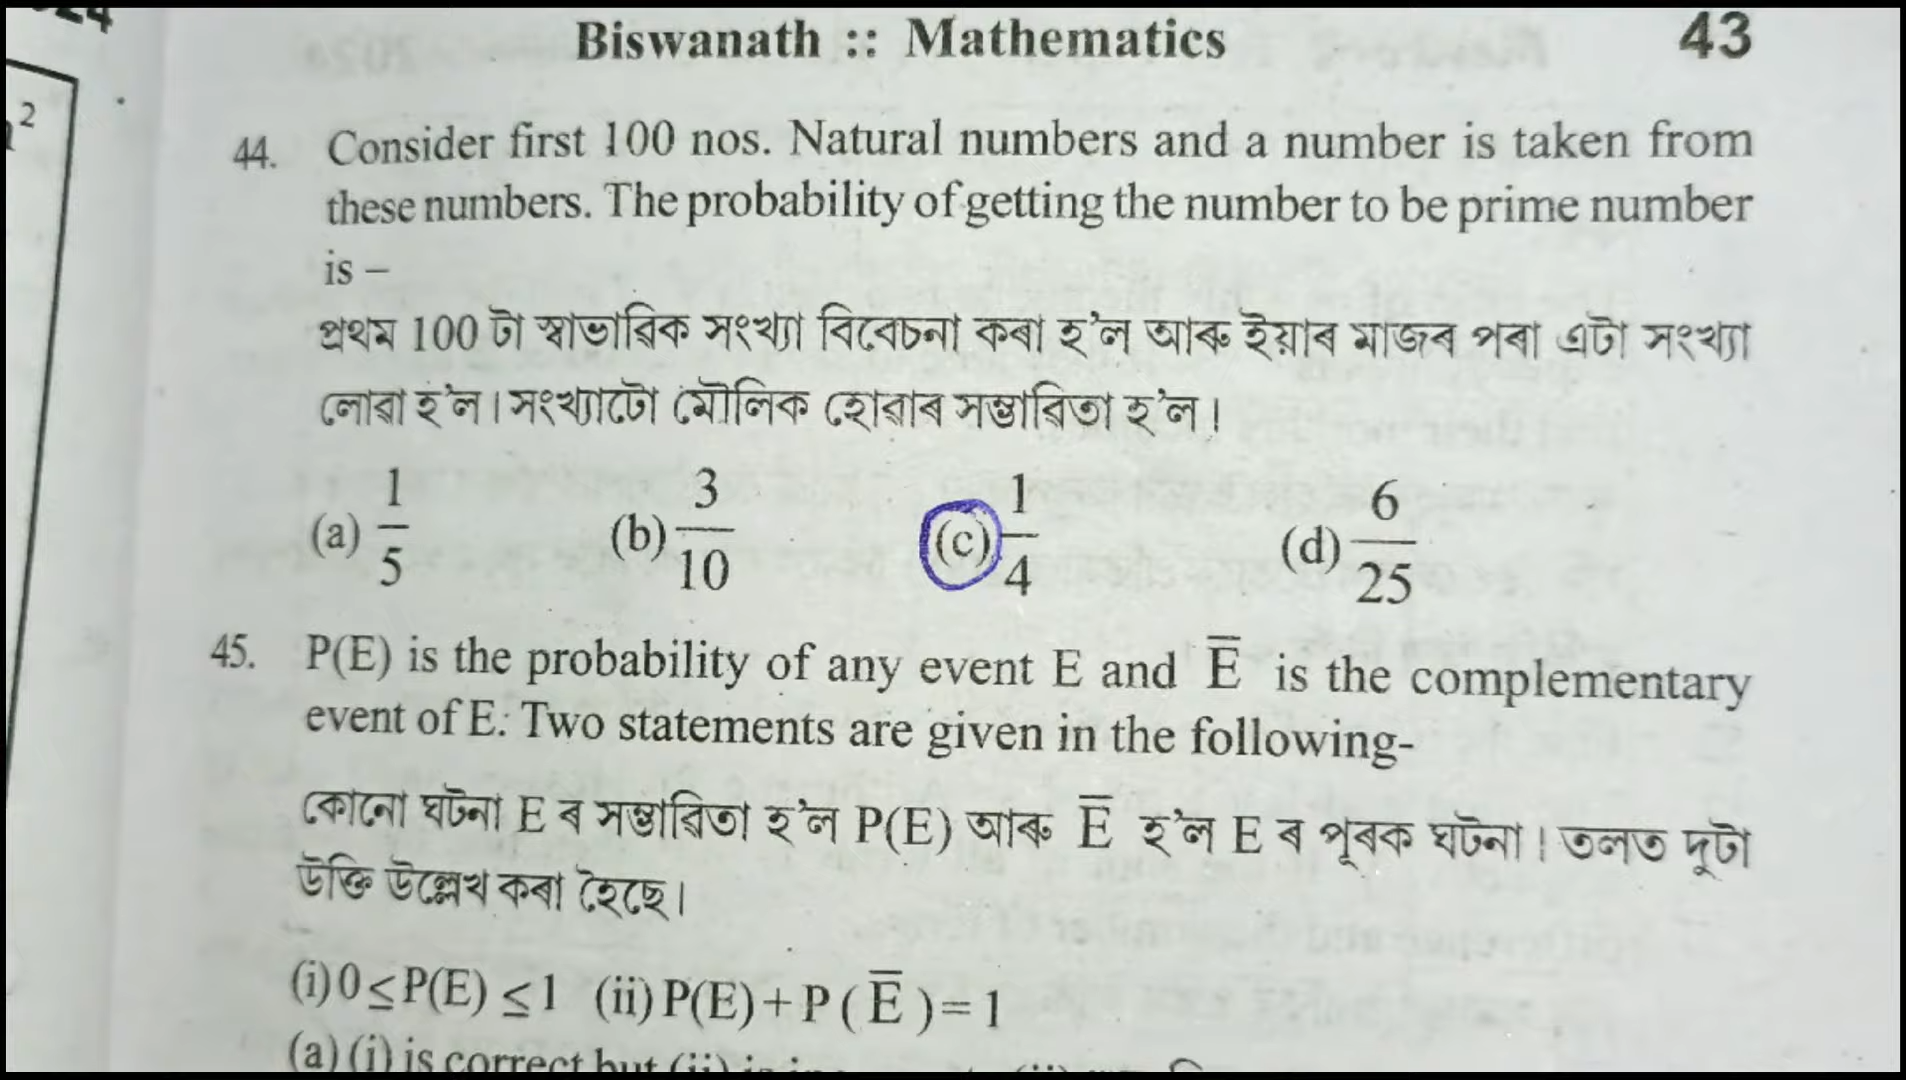 24
Biswanath :: Mathematics 43
2
44. Consider first 100 nos. Natural numbers and a number is taken from
these numbers. The probability of getting the number to be prime number
is –
প্ৰথম 100 টা স্বাভাৱিক সংখ্যা বিবেচনা কৰা হ'ল আৰু ইয়াৰ মাজৰ পৰা এটা সংখ্যা
লোৱা হ'ল। সংখ্যাটো মৌলিক হোৱাৰ সম্ভাৱিতা হ'ল।
(a) 1/5 (b) 3/10 (c) 1/4 (d) 6/25
45. P(E) is the probability of any event E and E̅ is the complementary
event of E. Two statements are given in the following-
কোনো ঘটনা E ৰ সম্ভাৱিতা হ'ল P(E) আৰু E̅ হ'ল E ৰ পূৰক ঘটনা। তলত দুটা
উক্তি উল্লেখ কৰা হৈছে।
(i) 0 ≤ P(E) ≤ 1 (ii) P(E) + P ( E̅ ) = 1
(a) (i) is correct but (ii) is